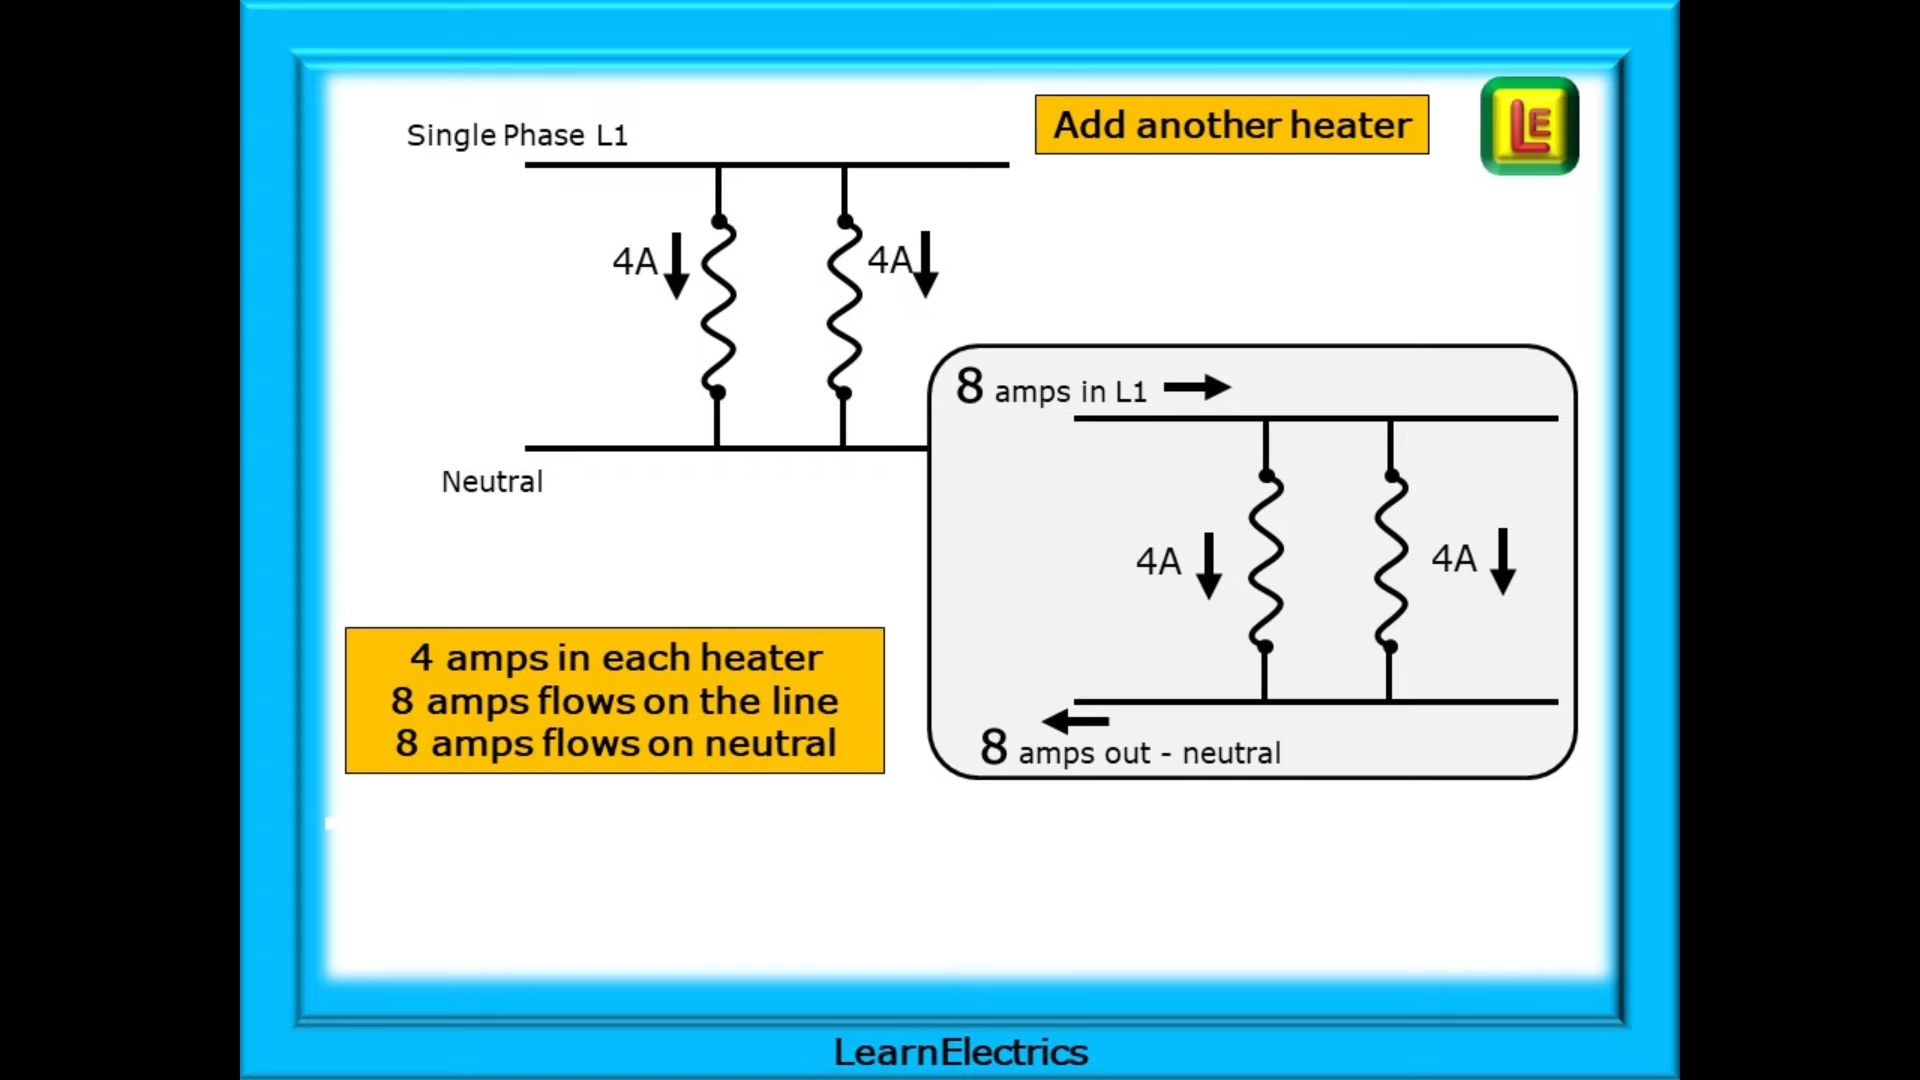 Single Phase L1
Add another heater
LE
4A
4A
8 amps in L1
Neutral
4A
4A
4 amps in each heater
8 amps flows on the line
8 amps flows on neutral
8 amps out - neutral
LearnElectrics